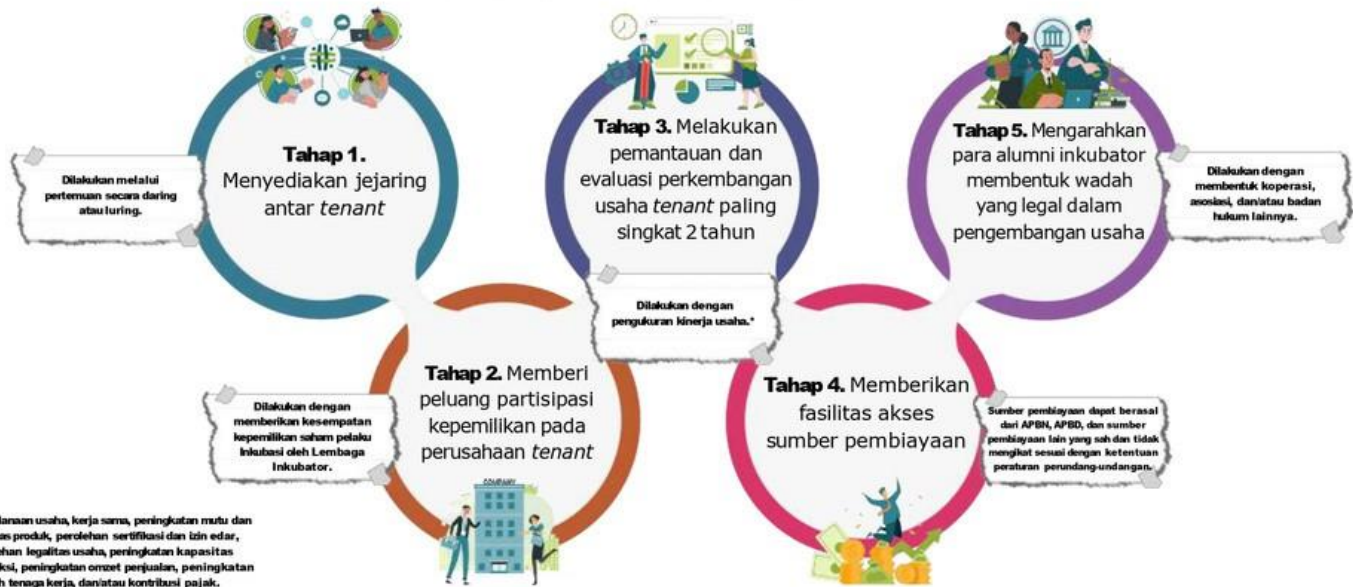 Tahap 1.
Menyediakan jejaring
antar tenant
Dilakukan melalui
pertemuan secara daring
atau luring.
Tahap 2. Memberi
peluang partisipasi
kepemilikan pada
perusahaan tenant
Dilakukan dengan
memberikan kesempatan
kepemilikan saham pelaku
Inkubasi oleh Lembaga
Inkubator.
COMPANY
Tahap 3. Melakukan
pemantauan dan
evaluasi perkembangan
usaha tenant paling
singkat 2 tahun
Dilakukan dengan
pengukuran kinerja usaha.*
Tahap 4. Memberikan
fasilitas akses
sumber pembiayaan
Sumber pembiayaan dapat berasal
dari APBN, APBD, dan sumber
pembiayaan lain yang sah dan tidak
mengikat sesuai dengan ketentuan
peraturan perundang-undangan.
Tahap 5. Mengarahkan
para alumni inkubator
membentuk wadah
yang legal dalam
pengembangan usaha
Dilakukan dengan
membentuk koperasi,
asosiasi, dan/atau badan
hukum lainnya.
usaha, kerja sama, peningkatan mutu dan
produk, perolehan sertifikasi dan izin edar,
legalitas usaha, peningkatan kapasitas
peningkatan omzet penjualan, peningkatan
tenaga kerja, dan/atau kontribusi pajak.